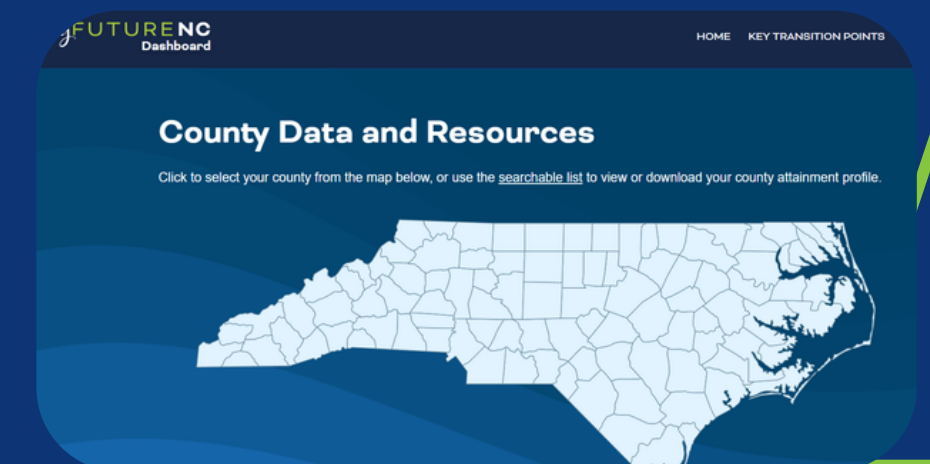 myFUTURENC
Dashboard
HOME KEY TRANSITION POINTS
County Data and Resources
Click to select your county from the map below, or use the searchable list to view or download your county attainment profile.